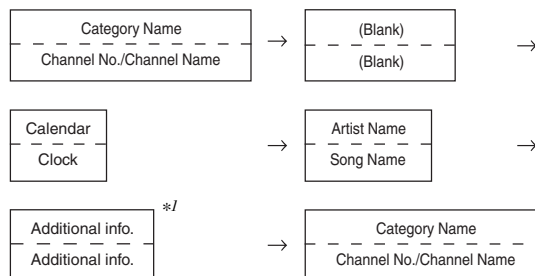 Category Name
Channel No./Channel Name
→
(Blank)
(Blank)
→
Calendar
Clock
→
Artist Name
Song Name
→
Additional info.
Additional info.
*1
→
Category Name
Channel No./Channel Name